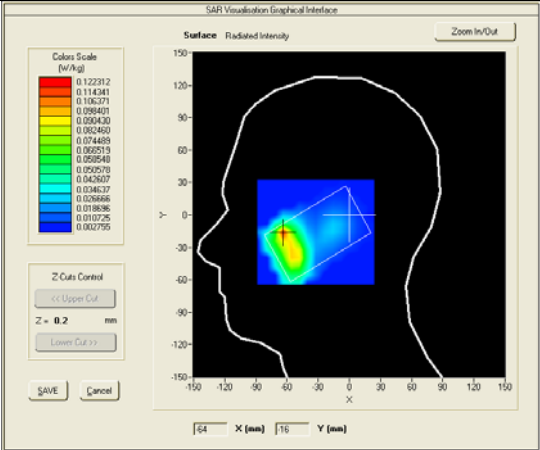 SAR Visualisation Graphical Interface
Surface Radiated Intensity
Zoom In/Out
Colors Scale
(W/kg)
0.122312
0.114341
0.106371
0.098401
0.090430
0.082460
0.074489
0.066519
0.058548
0.050578
0.042607
0.034637
0.026666
0.018696
0.010725
0.002755
Z-Cuts Control
<< Upper Cut
Z = 0.2 mm
Lower Cut >>
SAVE Cancel
150-
120-
90-
60-
30-
0-
-30-
-60-
-90-
-120-
-150-
Y
-150 -120 -90 -60 -30 0 30 60 90 120 150
X
-64 X (mm) -16 Y (mm)